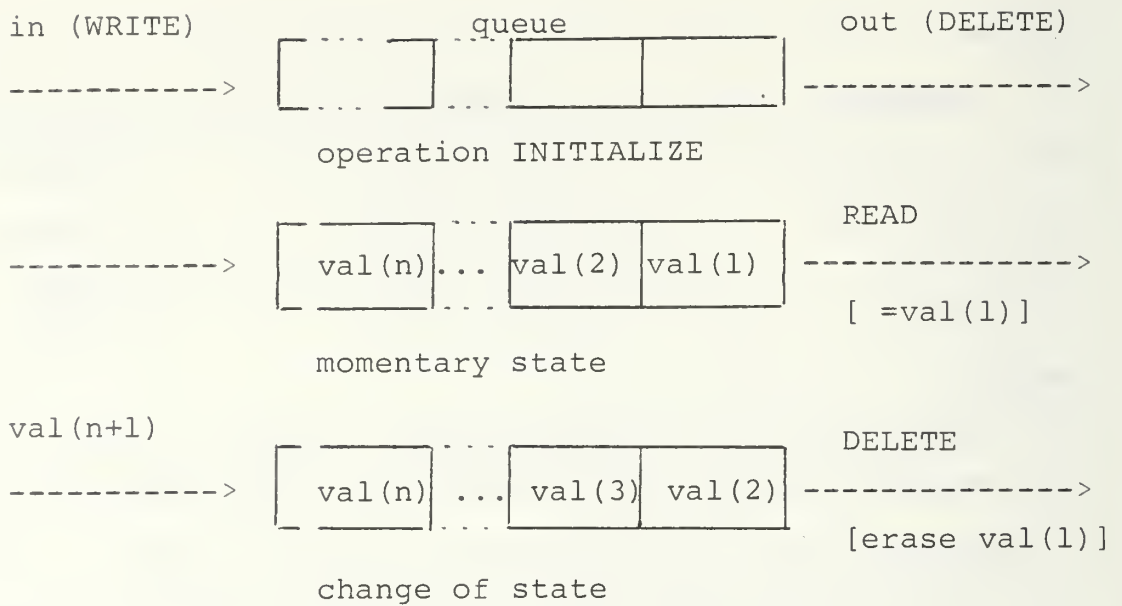 in (WRITE) queue out (DELETE)
----------->  ------------->
operation INITIALIZE
READ
-----------> val(n) ... val(2) val(1) ------------->
[ =val(1)]
momentary state
val(n+1)
DELETE
-----------> val(n) ... val(3) val(2) ------------->
[erase val(1)]
change of state